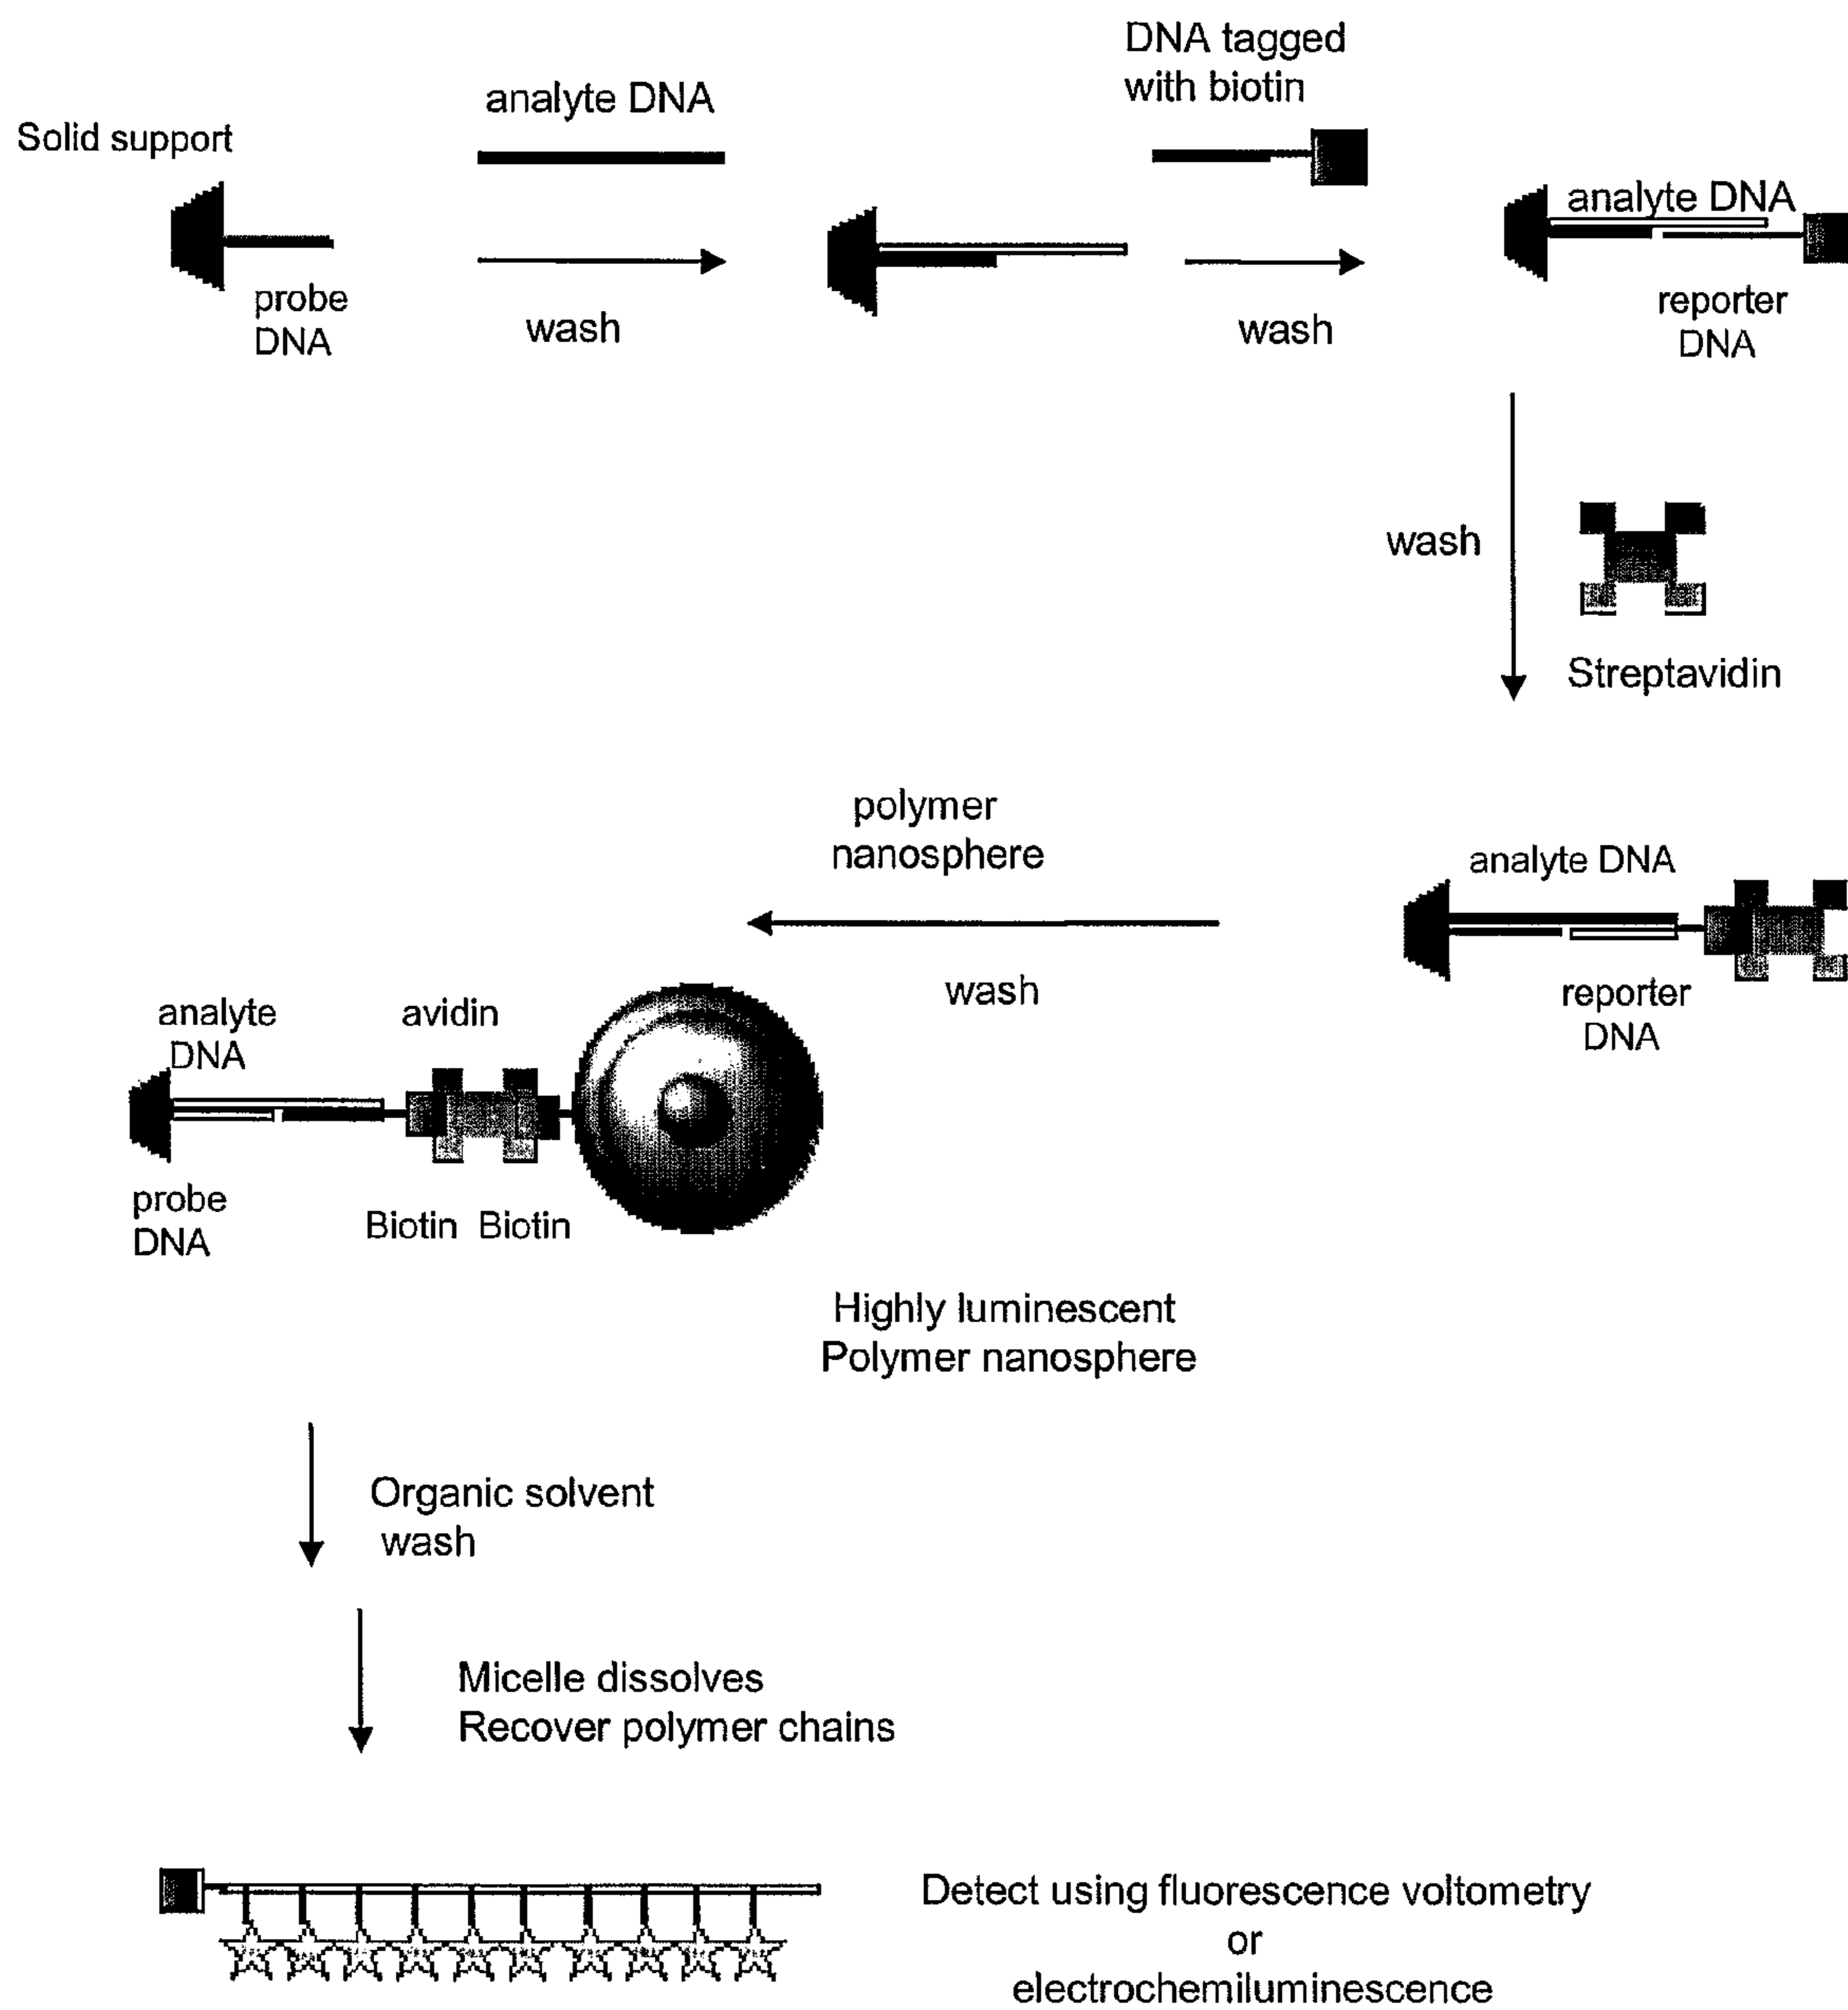 Solid support
analyte DNA
DNA tagged
with biotin
probe
DNA
wash
wash
analyte DNA
reporter
DNA
wash
Streptavidin
polymer
nanosphere
wash
analyte DNA
reporter
DNA
analyte
DNA
avidin
probe
DNA
Biotin Biotin
Highly luminescent
Polymer nanosphere
Organic solvent
wash
Micelle dissolves
Recover polymer chains
Detect using fluorescence voltometry
or
electrochemiluminescence